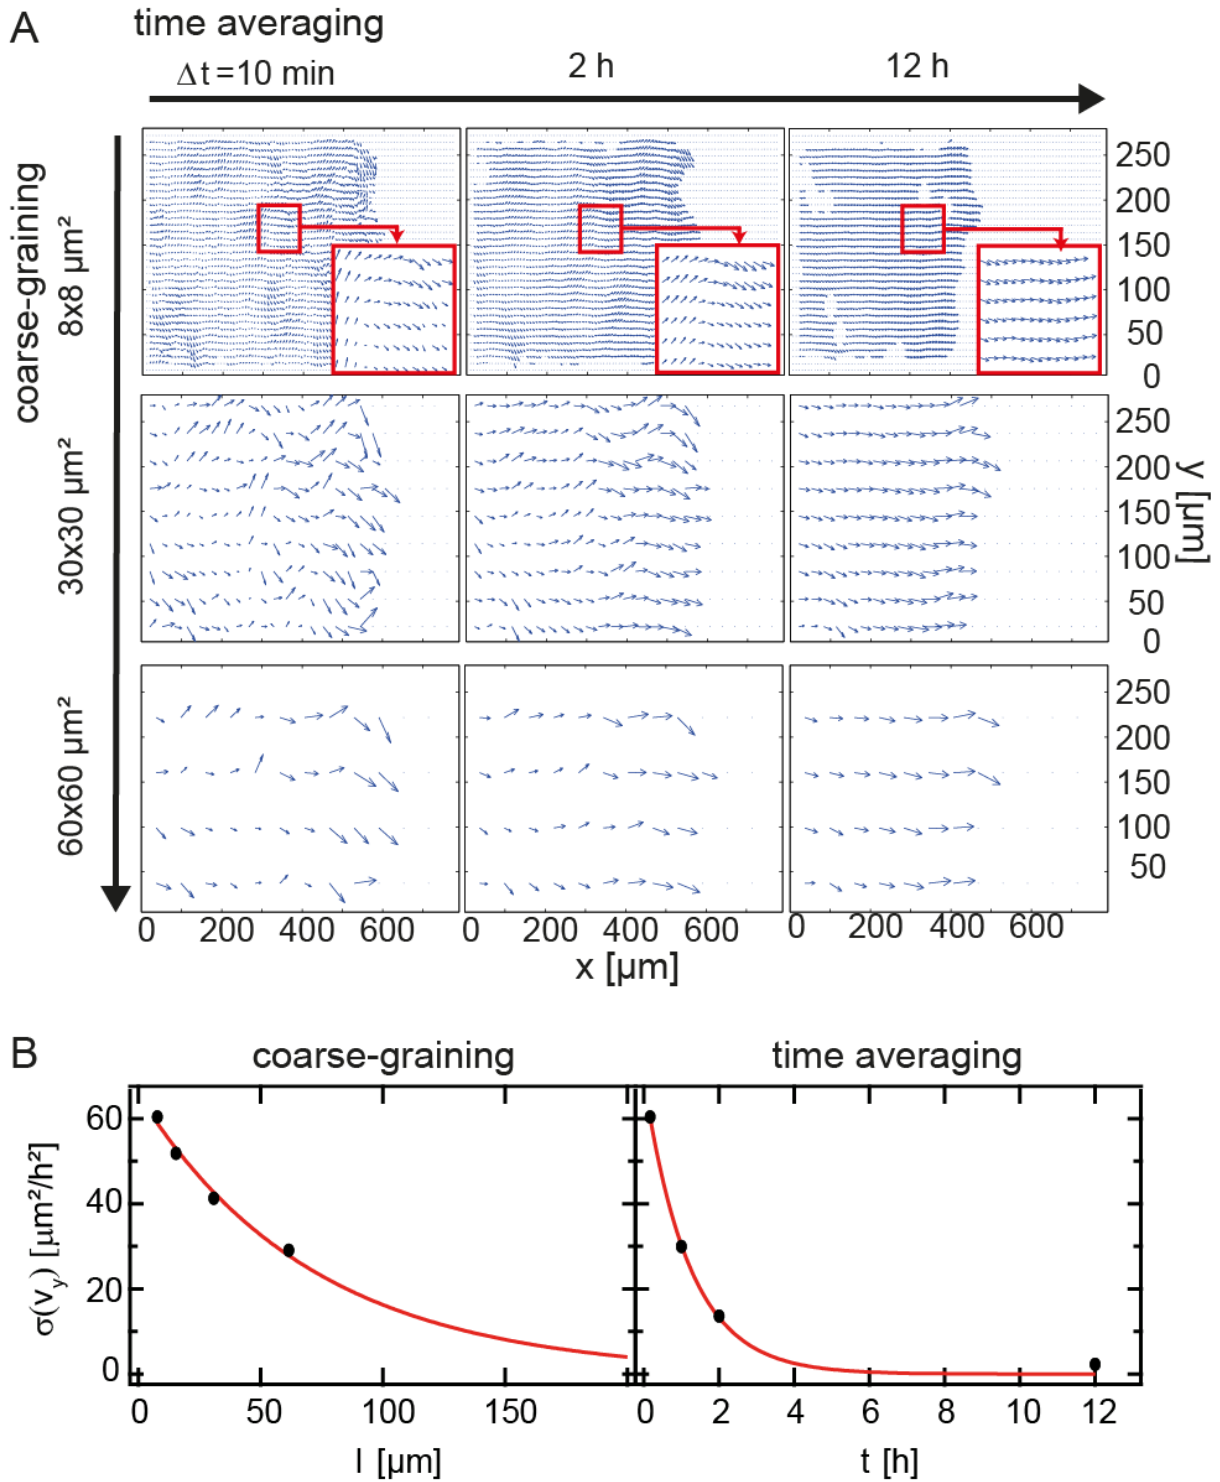 A
time averaging
Δt =10 min
2 h
12 h
coarse-graining
8x8 µm²
30x30 µm²
60x60 µm²
250
200
150
100
50
0
250
200
150
100
50
0
250
200
150
100
50
y [µm]
0 200 400 600
0 200 400 600
0 200 400 600
x [µm]
B
coarse-graining
time averaging
60
40
20
0
σ(v_y) [µm²/h²]
0 50 100 150
0 2 4 6 8 10 12
l [µm]
t [h]